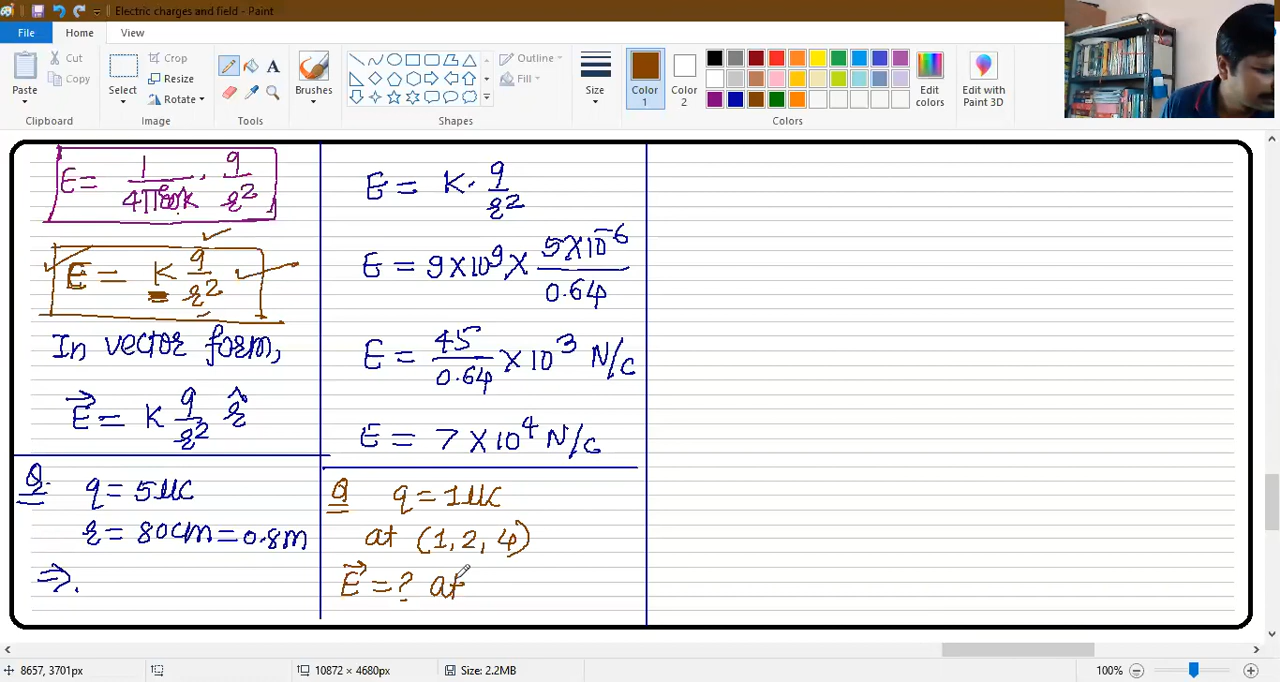 Electric charges and field - Paint
File
Home
View
Paste
Cut
Copy
Clipboard
Select
Crop
Resize
Rotate
Image
A
Tools
Brushes
Outline
Fill
Shapes
Size
Color 1
Color 2
Edit colors
Edit with Paint 3D
Colors
E = 1/4πε₀k · q/r²
E = K q/r²
In vector form,
E⃗ = K q/r² r̂
Q. q = 5μC
r = 80cm = 0.8m
⇒.
E = K · q/r²
E = 9×10⁹ × 5×10⁻⁶/0.64
E = 45/0.64 × 10³ N/C
E = 7 × 10⁴ N/C
Q q = 1μC
at (1, 2, 4)
E⃗ = ? at
8657, 3701px
10872 × 4680px
Size: 2.2MB
100%